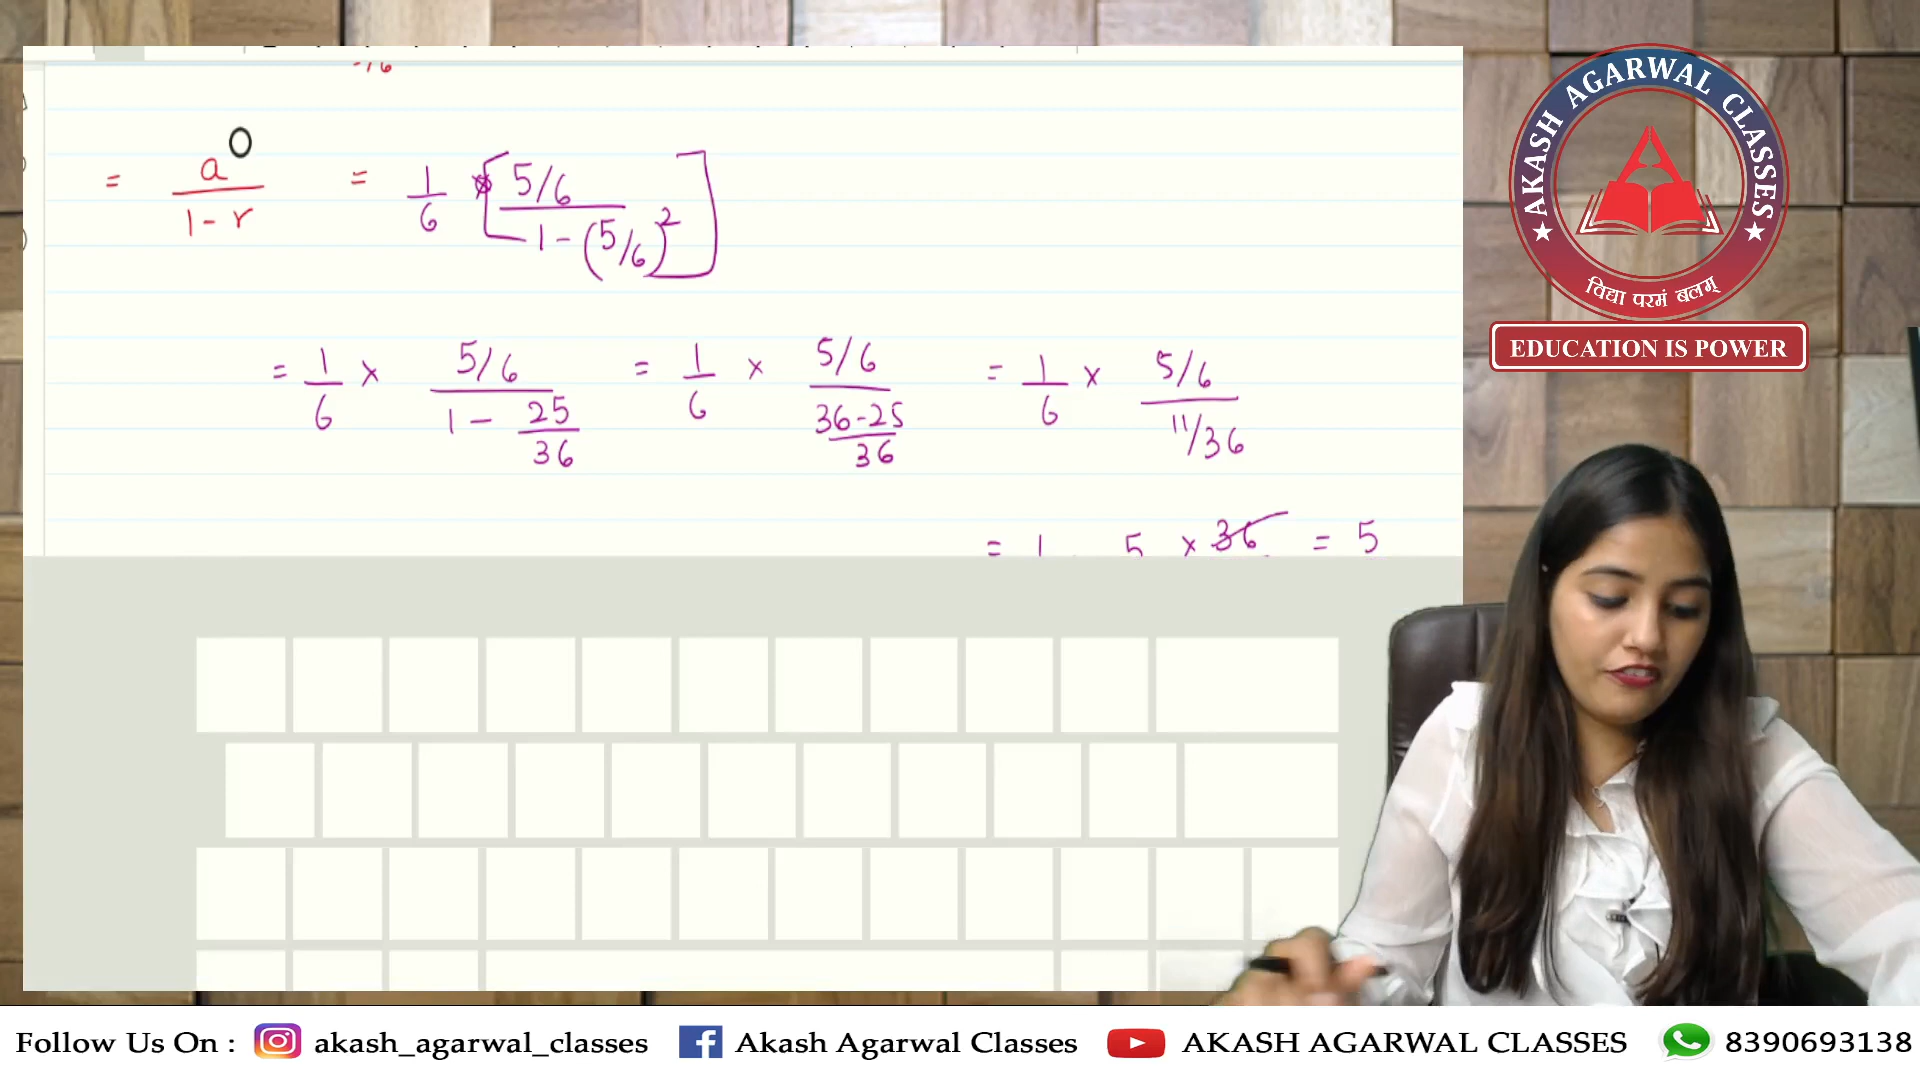 -16
= a / 1 - r = 1/6 × [ 5/6 / 1 - (5/6)² ]
= 1/6 × 5/6 / 1 - 25/36 = 1/6 × 5/6 / 36-25/36 = 1/6 × 5/6 / 11/36
= 1 5 × 36 = 5
★ AKASH AGARWAL CLASSES ★
विद्या परमं बलम्
EDUCATION IS POWER
Follow Us On : akash_agarwal_classes Akash Agarwal Classes AKASH AGARWAL CLASSES 8390693138